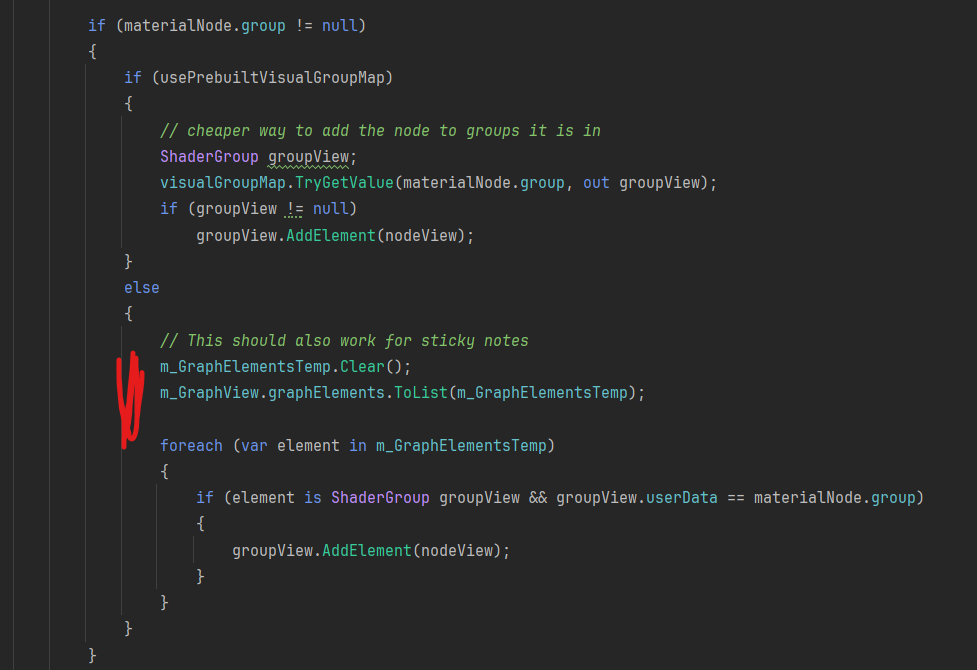 if (materialNode.group != null)
{
if (usePrebuiltVisualGroupMap)
{
// cheaper way to add the node to groups it is in
ShaderGroup groupView;
visualGroupMap.TryGetValue(materialNode.group, out groupView);
if (groupView != null)
groupView.AddElement(nodeView);
}
else
{
// This should also work for sticky notes
m_GraphElementsTemp.Clear();
m_GraphView.graphElements.ToList(m_GraphElementsTemp);
foreach (var element in m_GraphElementsTemp)
{
if (element is ShaderGroup groupView && groupView.userData == materialNode.group)
{
groupView.AddElement(nodeView);
}
}
}
}